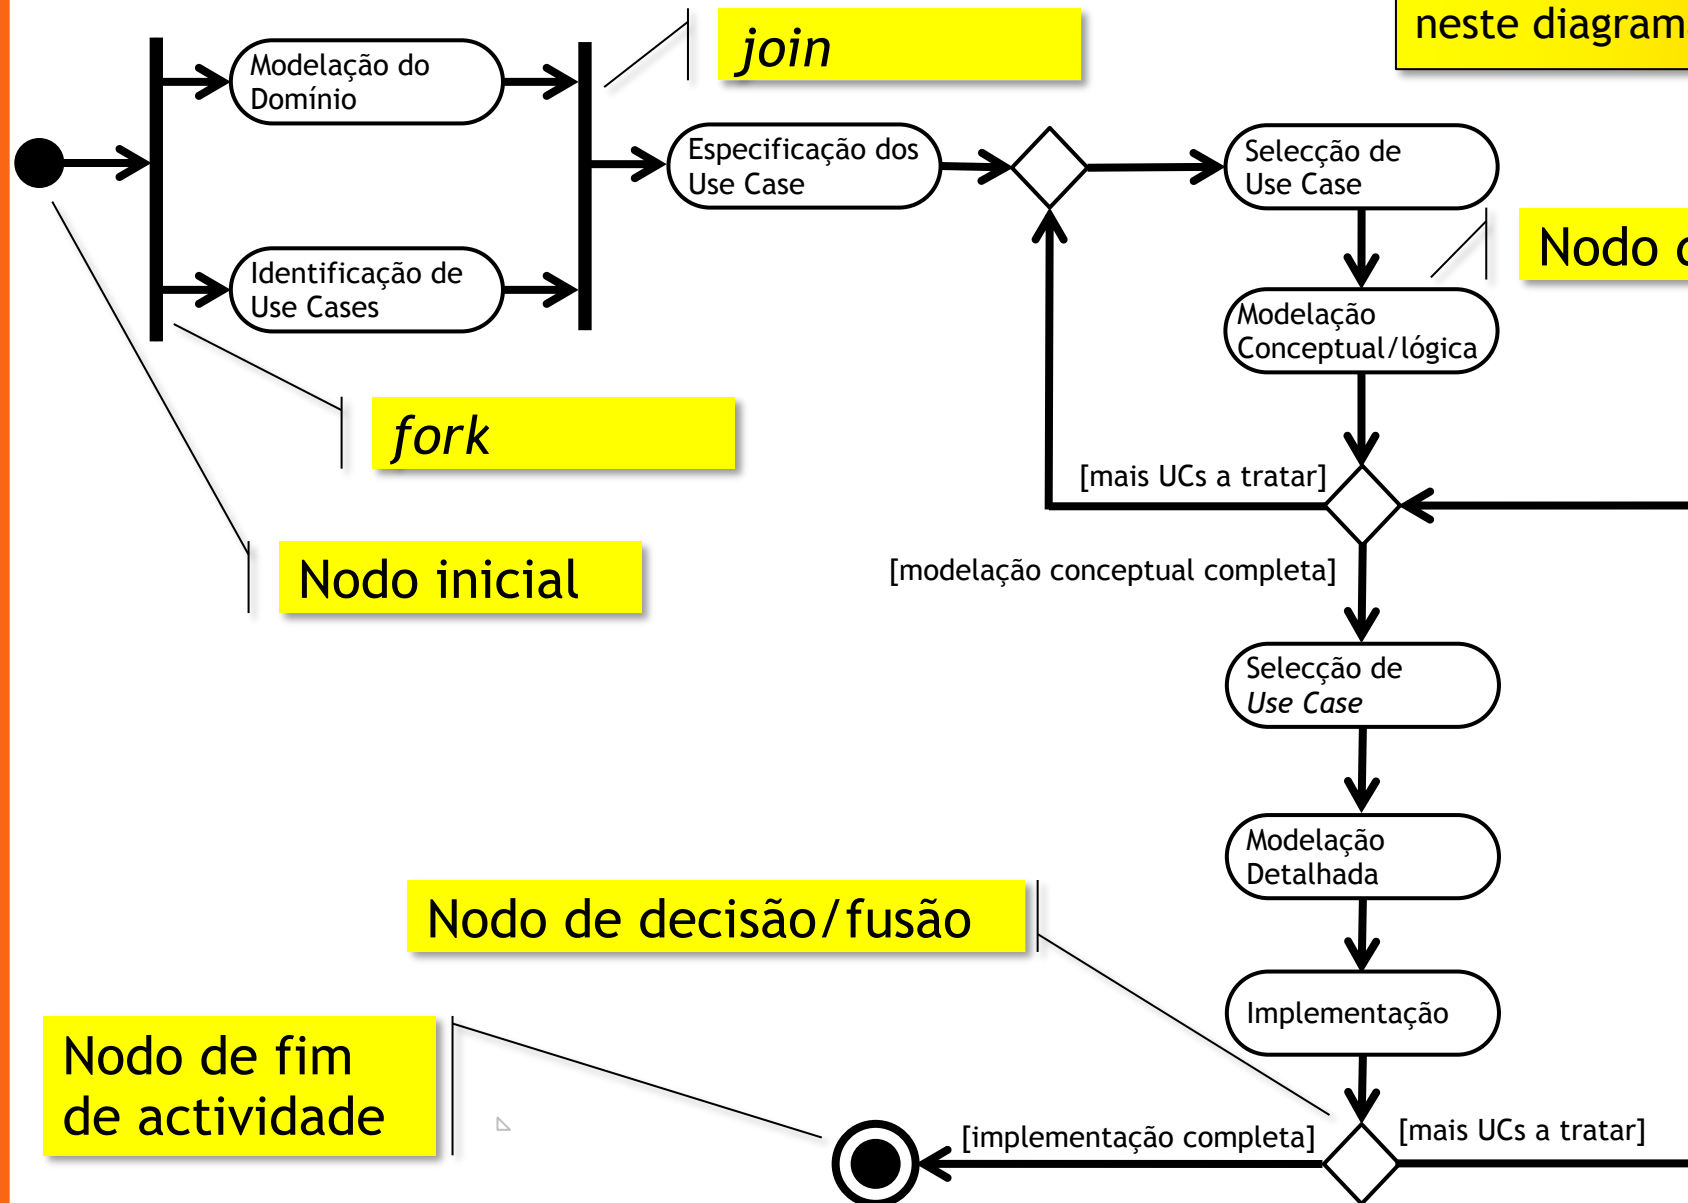 neste diagram
join
Modelação do
Domínio
Especificação dos
Use Case
Selecção de
Use Case
Nodo
Identificação de
Use Cases
Modelação
Conceptual/lógica
fork
[mais UCs a tratar]
Nodo inicial
[modelação conceptual completa]
Selecção de
Use Case
Modelação
Detalhada
Nodo de decisão/fusão
Implementação
Nodo de fim
de actividade
[implementação completa]
[mais UCs a tratar]